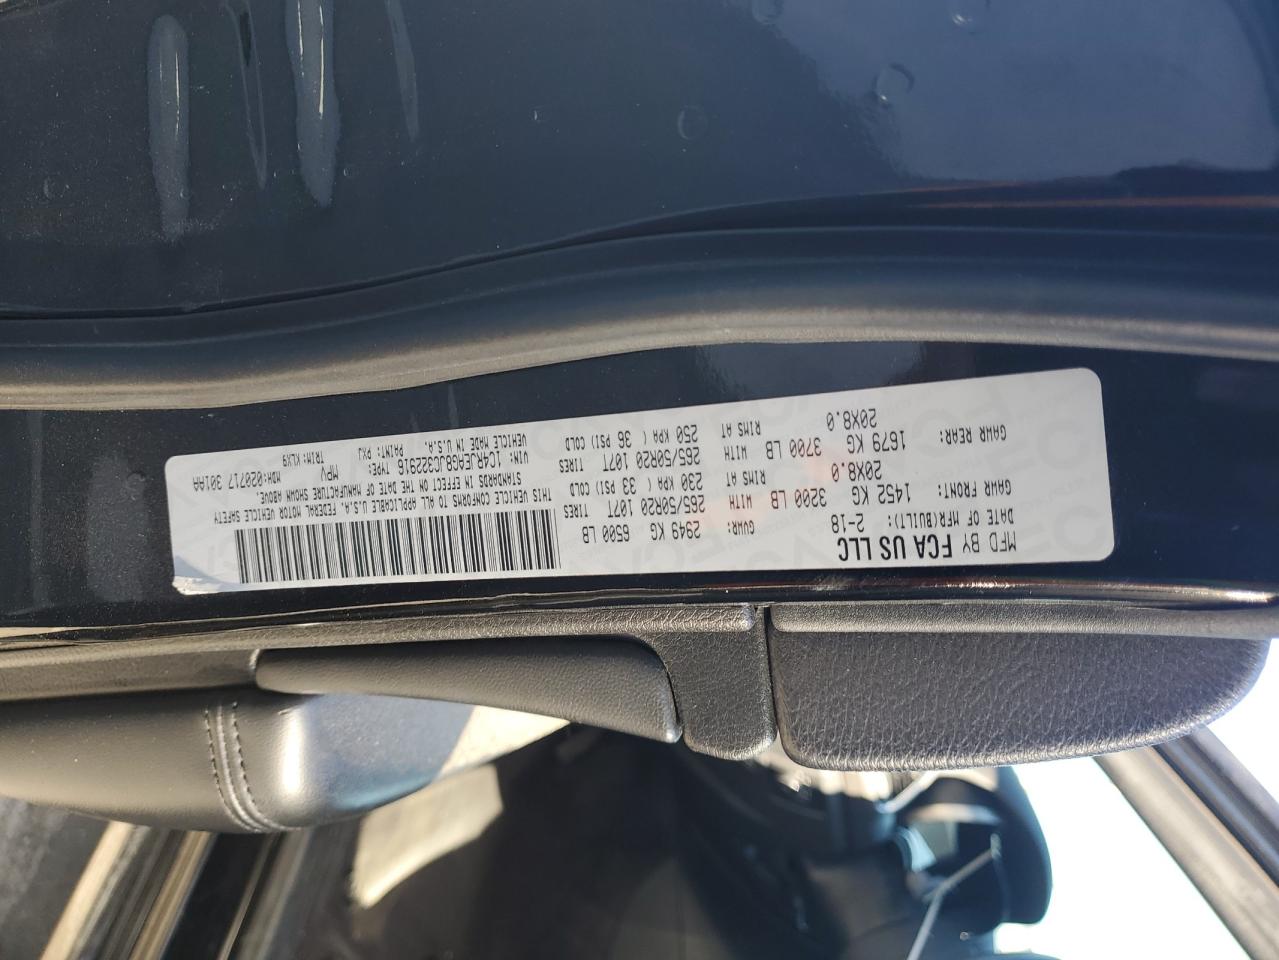 MFD BY FCA US LLC
DATE OF MFR(BUILT): 2-18 GVWR: 2949 KG 6500 LB
GAWR FRONT: 1452 KG 3200 LB WITH 265/50R20 107T TIRES
20X8.0 RIMS AT 230 KPA ( 33 PSI) COLD
GAWR REAR: 1679 KG 3700 LB WITH 265/50R20 107T TIRES
20X8.0 RIMS AT 250 KPA ( 36 PSI) COLD
THIS VEHICLE CONFORMS TO ALL APPLICABLE U.S.A. FEDERAL MOTOR VEHICLE SAFETY
STANDARDS IN EFFECT ON THE DATE OF MANUFACTURE SHOWN ABOVE.
VIN: 1C4RJEAG8JC322916 TYPE: MPV MDH:020717 301AA
VEHICLE MADE IN U.S.A. PAINT: PXJ TRIM: KLX9